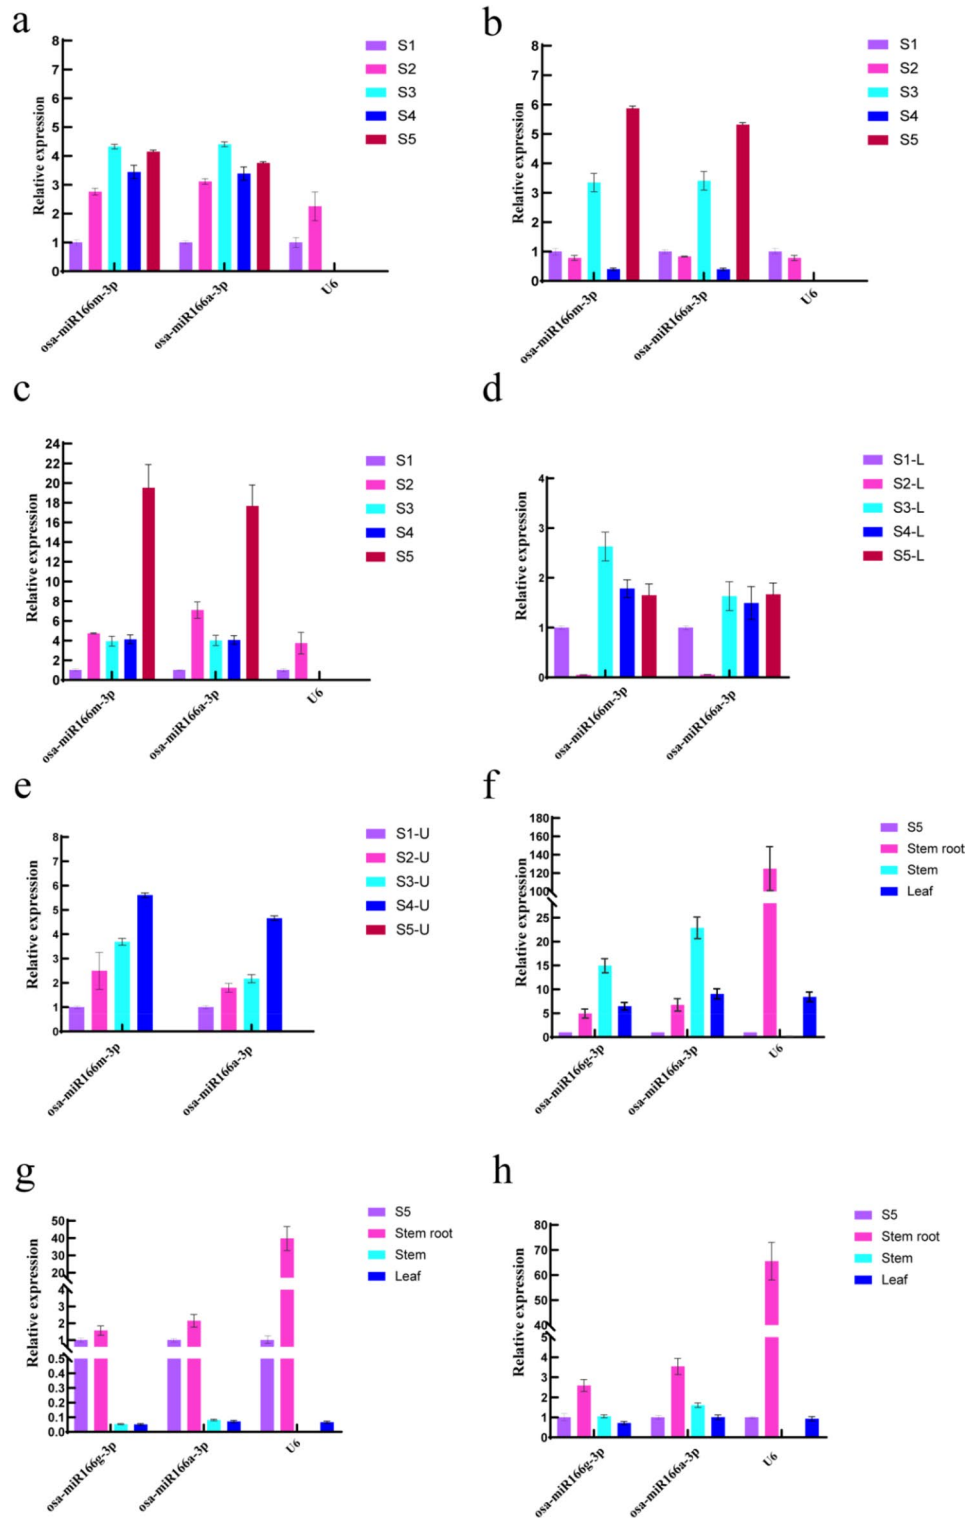 a
Relative expression
8
7
6
5
4
3
2
1
0
osa-miR166m-3p
osa-miR166a-3p
U6
S1
S2
S3
S4
S5
b
Relative expression
8
7
6
5
4
3
2
1
0
osa-miR166m-3p
osa-miR166a-3p
U6
S1
S2
S3
S4
S5
c
Relative expression
24
22
20
18
16
14
12
10
8
6
4
2
0
osa-miR166m-3p
osa-miR166a-3p
U6
S1
S2
S3
S4
S5
d
Relative expression
4
3
2
1
0
osa-miR166m-3p
osa-miR166a-3p
S1-L
S2-L
S3-L
S4-L
S5-L
e
Relative expression
8
7
6
5
4
3
2
1
0
osa-miR166m-3p
osa-miR166a-3p
S1-U
S2-U
S3-U
S4-U
S5-U
f
Relative expression
180
160
140
120
100
25
20
15
10
5
0
osa-miR166g-3p
osa-miR166a-3p
U6
S5
Stem root
Stem
Leaf
g
Relative expression
50
40
30
20
4
3
2
1
0.5
0.4
0.3
0.2
0.1
0.0
osa-miR166g-3p
osa-miR166a-3p
U6
S5
Stem root
Stem
Leaf
h
Relative expression
80
70
60
50
40
5
4
3
2
1
0
osa-miR166g-3p
osa-miR166a-3p
U6
S5
Stem root
Stem
Leaf